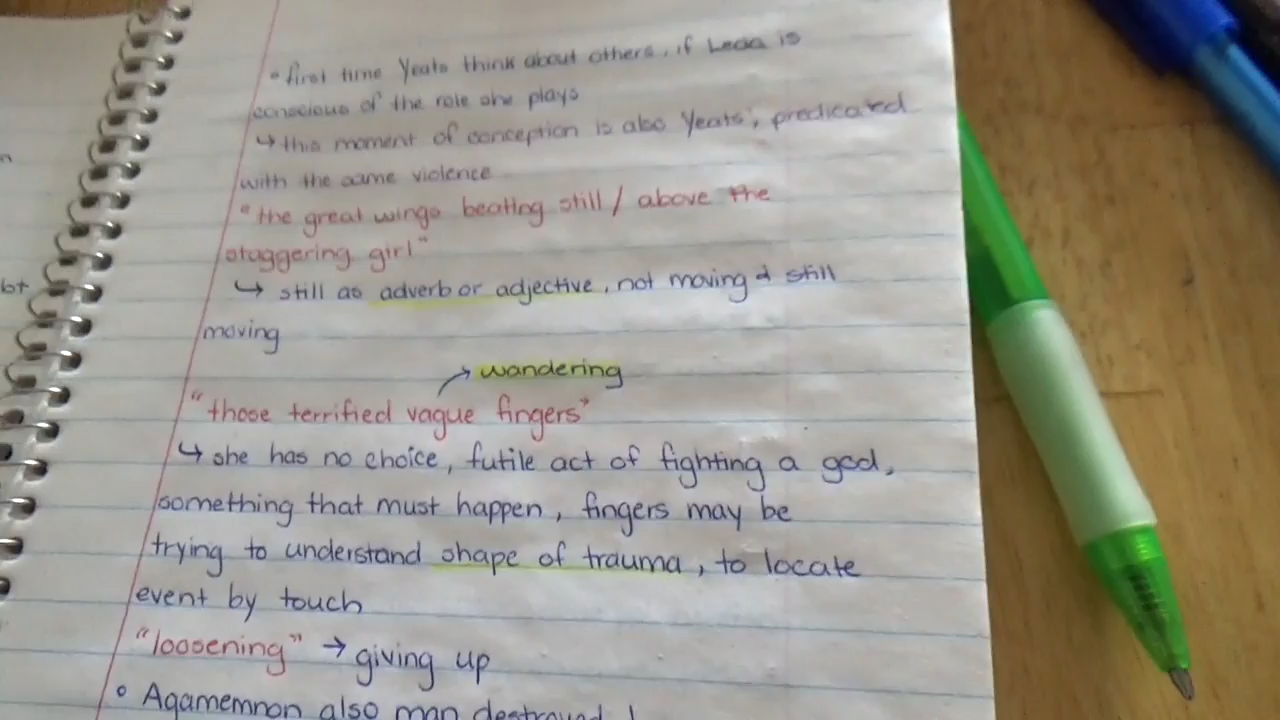 • first time Yeats think about others, if Leda is
conscious of the role she plays
↳ this moment of conception is also Yeats', predicated
with the same violence
"the great wings beating still / above the
staggering girl"
↳ still as adverb or adjective, not moving & still
moving
→ wandering
"those terrified vague fingers"
↳ she has no choice, futile act of fighting a god,
something that must happen, fingers may be
trying to understand shape of trauma, to locate
event by touch
"loosening" → giving up
• Agamemnon also man destroyed